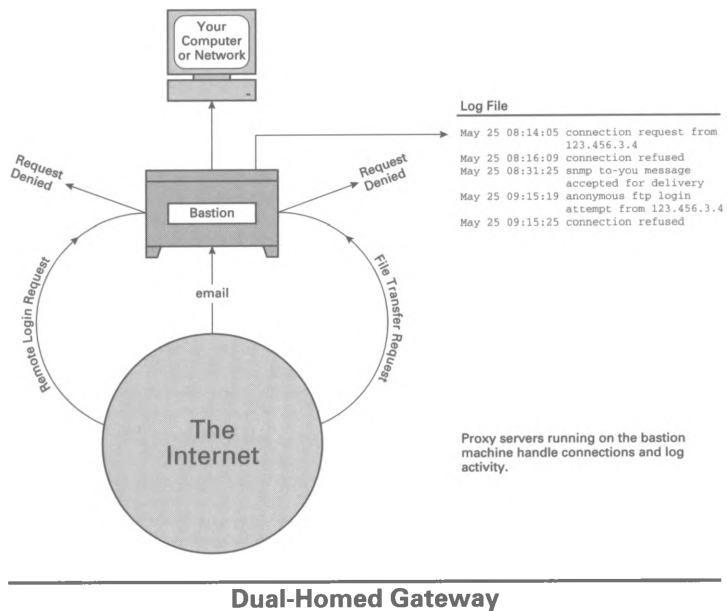 Your
Computer
or Network
Log File
May 25 08:14:05 connection request from
123.456.3.4
May 25 08:16:09 connection refused
May 25 08:31:25 snmp to-you message
accepted for delivery
May 25 09:15:19 anonymous ftp login
attempt from 123.456.3.4
May 25 09:15:25 connection refused
Request
Denied
Request
Denied
Bastion
Remote Login Request
email
File Transfer Request
The
Internet
Proxy servers running on the bastion
machine handle connections and log
activity.
Dual-Homed Gateway